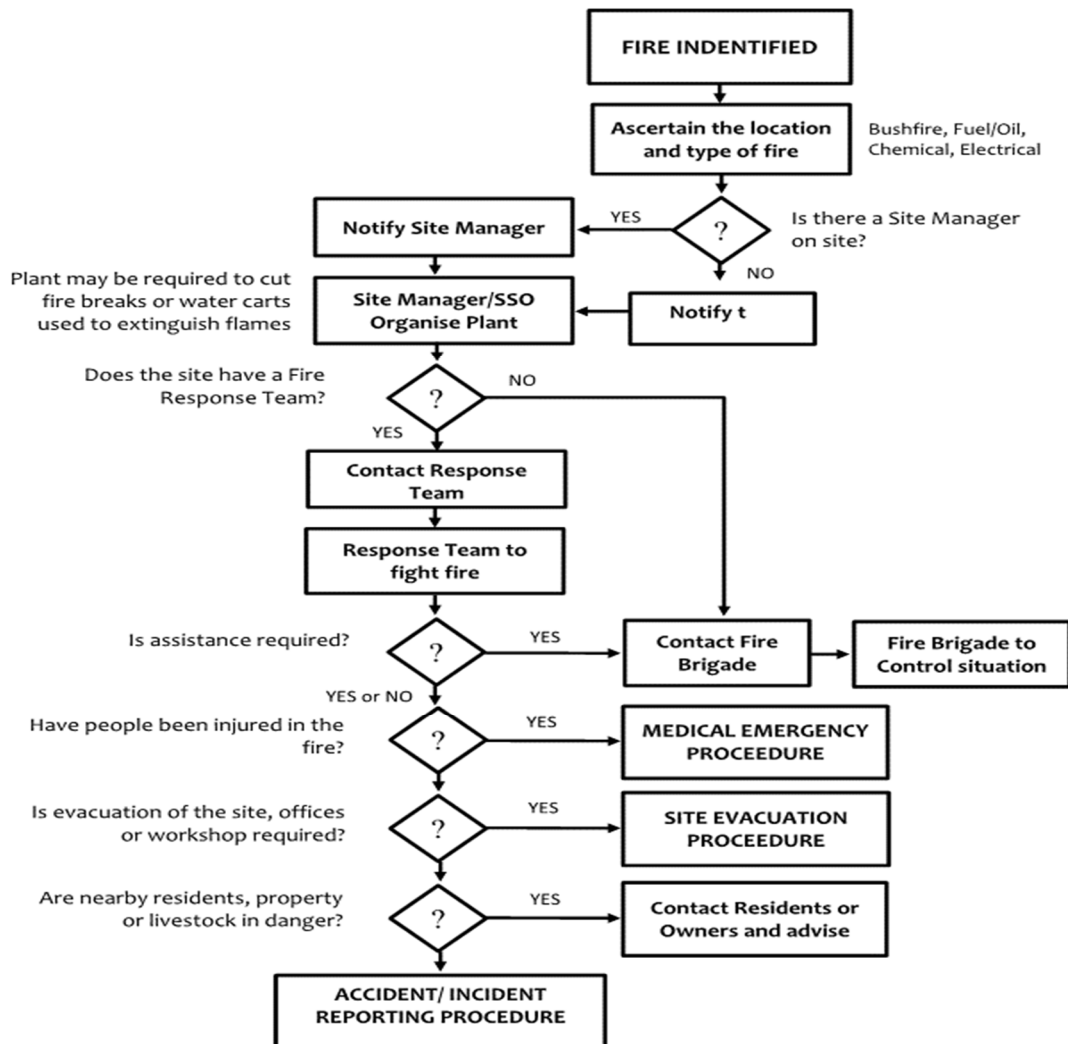 FIRE INDENTIFIED
Ascertain the location
and type of fire
Bushfire, Fuel/Oil,
Chemical, Electrical
?
Is there a Site Manager
on site?
YES
NO
Notify Site Manager
Notify t
Plant may be required to cut
fire breaks or water carts
used to extinguish flames
Site Manager/SSO
Organise Plant
Does the site have a Fire
Response Team?
?
NO
YES
Contact Response
Team
Response Team to
fight fire
Is assistance required?
?
YES
Contact Fire
Brigade
Fire Brigade to
Control situation
YES or NO
Have people been injured in the
fire?
?
YES
MEDICAL EMERGENCY
PROCEEDURE
Is evacuation of the site, offices
or workshop required?
?
YES
SITE EVACUATION
PROCEEDURE
Are nearby residents, property
or livestock in danger?
?
YES
Contact Residents or
Owners and advise
ACCIDENT/ INCIDENT
REPORTING PROCEDURE